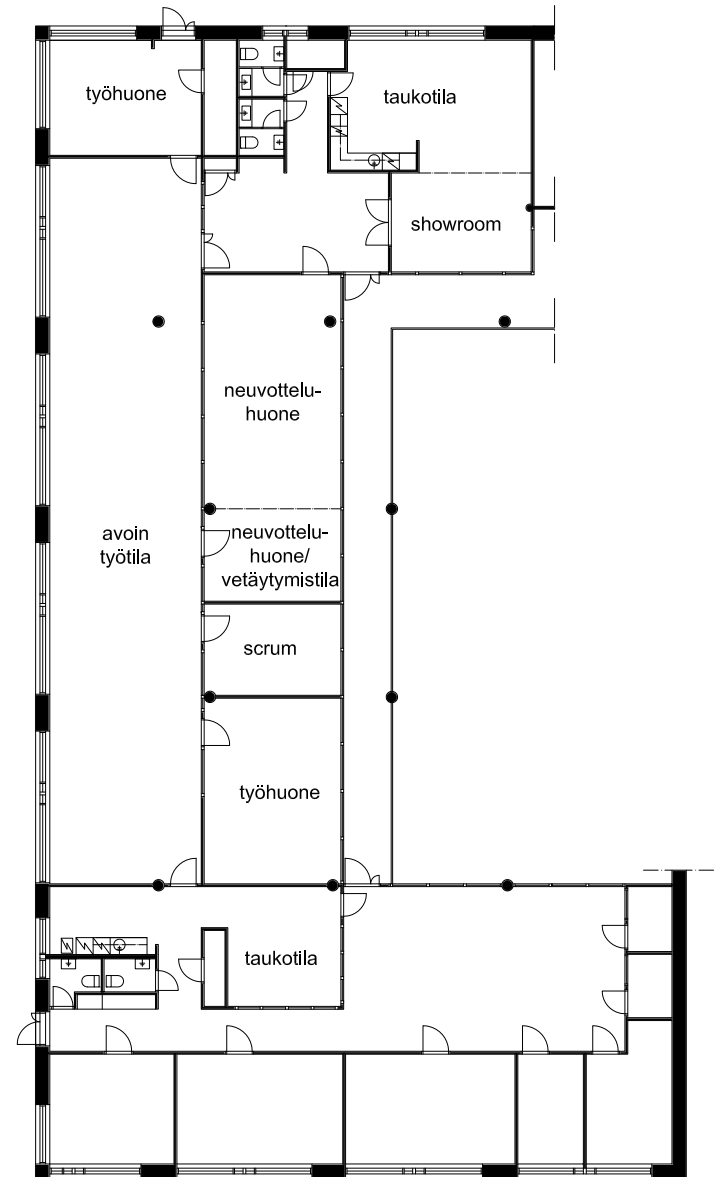 työhuone
taukotila
showroom
neuvottelu-
huone
avoin
työtila
neuvottelu-
huone/
vetäytymistila
scrum
työhuone
taukotila